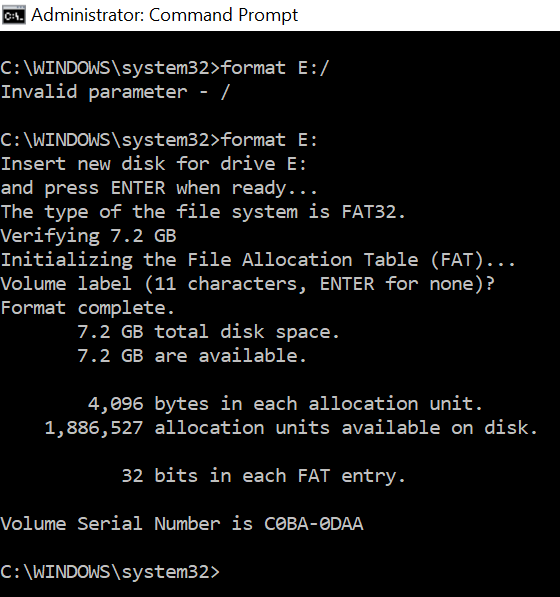 Administrator: Command Prompt
C:\WINDOWS\system32>format E:/
Invalid parameter - /
C:\WINDOWS\system32>format E:
Insert new disk for drive E:
and press ENTER when ready...
The type of the file system is FAT32.
Verifying 7.2 GB
Initializing the File Allocation Table (FAT)...
Volume label (11 characters, ENTER for none)?
Format complete.
7.2 GB total disk space.
7.2 GB are available.
4,096 bytes in each allocation unit.
1,886,527 allocation units available on disk.
32 bits in each FAT entry.
Volume Serial Number is C0BA-0DAA
C:\WINDOWS\system32>